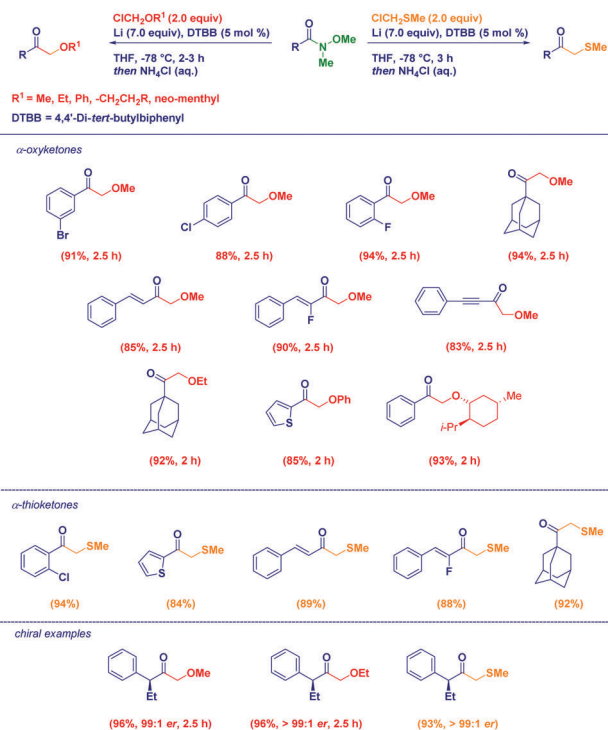 ClCH₂OR¹ (2.0 equiv)
Li (7.0 equiv), DTBB (5 mol %)
THF, -78 °C, 2-3 h
then NH₄Cl (aq.)
ClCH₂SMe (2.0 equiv)
Li (7.0 equiv), DTBB (5 mol %)
THF, -78 °C, 3 h
then NH₄Cl (aq.)
O
R
OR¹
O
R
N
OMe
Me
O
R
SMe
R¹ = Me, Et, Ph, -CH₂CH₂R, neo-menthyl
DTBB = 4,4'-Di-tert-butylbiphenyl
α-oxyketones
O
OMe
Br
(91%, 2.5 h)
O
OMe
Cl
88%, 2.5 h)
O
OMe
F
(94%, 2.5 h)
O
OMe
(94%, 2.5 h)
O
OMe
(85%, 2.5 h)
O
OMe
F
(90%, 2.5 h)
O
OMe
(83%, 2.5 h)
O
OEt
(92%, 2 h)
O
OPh
S
(85%, 2 h)
O
O
Me
i-Pr
(93%, 2 h)
α-thioketones
O
SMe
Cl
(94%)
O
SMe
S
(84%)
O
SMe
(89%)
O
SMe
F
(88%)
O
SMe
(92%)
chiral examples
O
OMe
Et
(96%, 99:1 er, 2.5 h)
O
OEt
Et
(96%, > 99:1 er, 2.5 h)
O
SMe
Et
(93%, > 99:1 er)